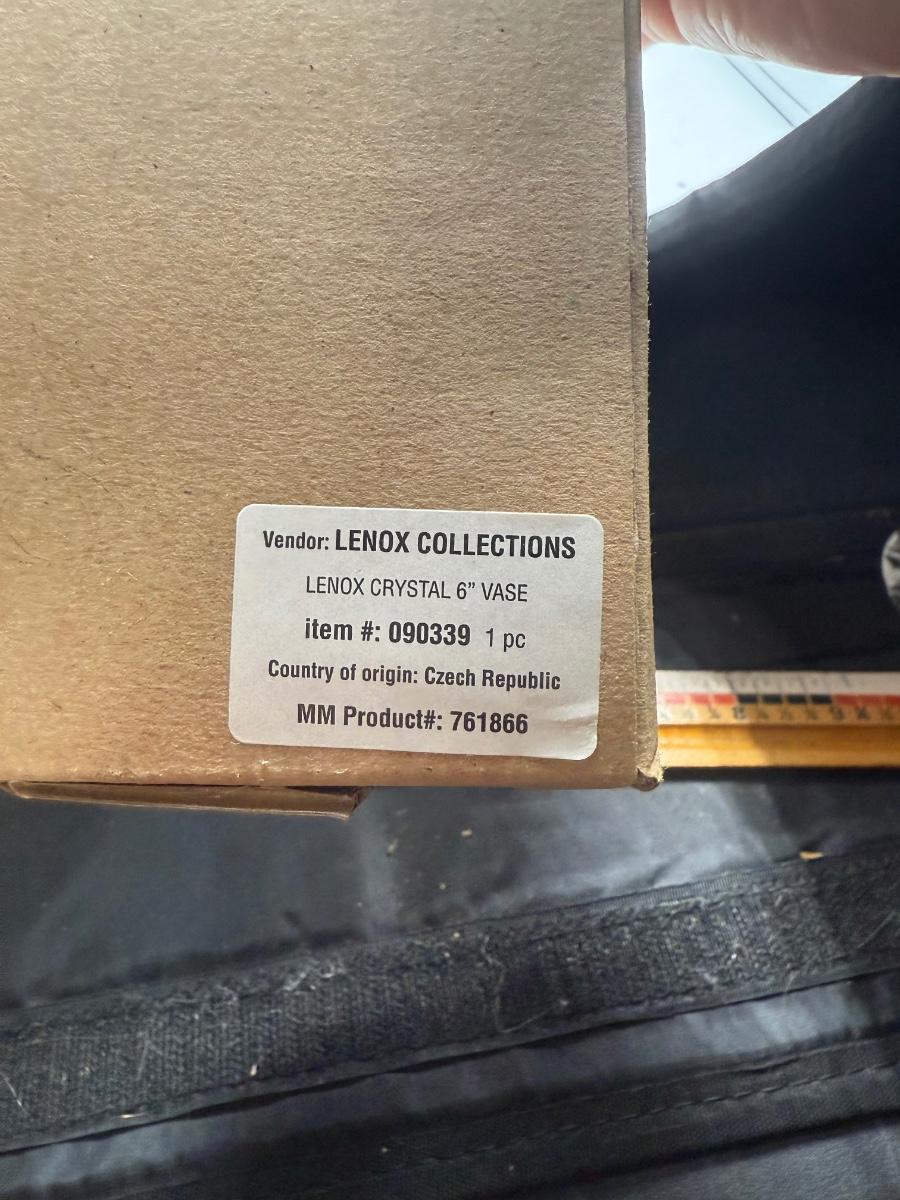 Vendor: LENOX COLLECTIONS
LENOX CRYSTAL 6” VASE
item #: 090339 1 pc
Country of origin: Czech Republic
MM Product#: 761866